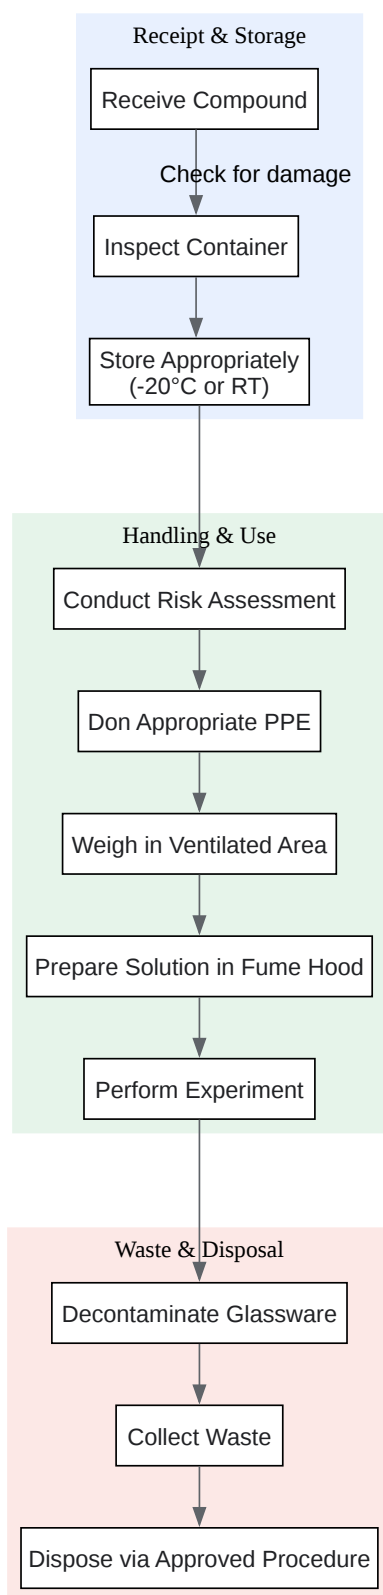 Receipt & Storage
Receive Compound
Check for damage
Inspect Container
Store Appropriately
(-20°C or RT)
Handling & Use
Conduct Risk Assessment
Don Appropriate PPE
Weigh in Ventilated Area
Prepare Solution in Fume Hood
Perform Experiment
Waste & Disposal
Decontaminate Glassware
Collect Waste
Dispose via Approved Procedure